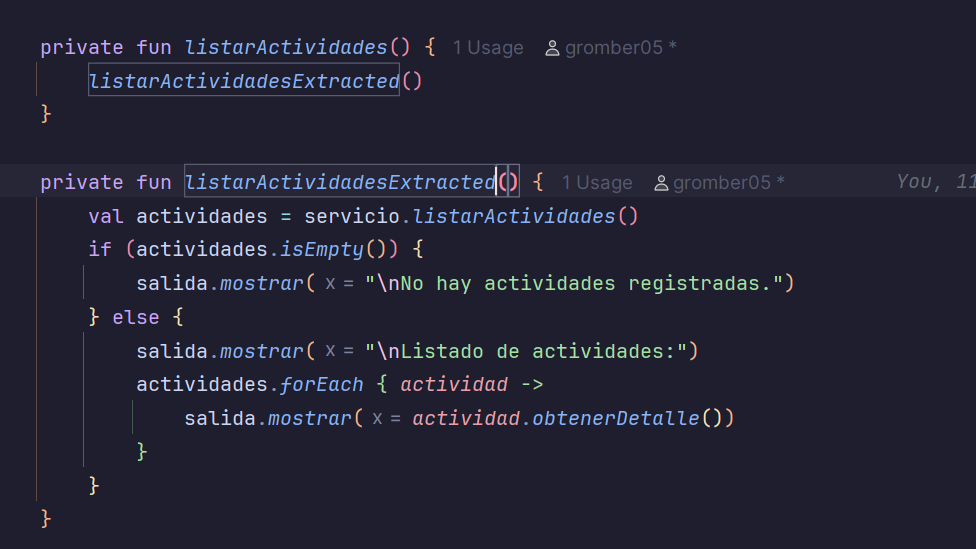 private fun listarActividades() { 1 Usage gromber05 *
listarActividadesExtracted()
}
private fun listarActividadesExtracted() { 1 Usage gromber05 * You, 11
val actividades = servicio.listarActividades()
if (actividades.isEmpty()) {
salida.mostrar( x = "\nNo hay actividades registradas.")
} else {
salida.mostrar( x = "\nListado de actividades:")
actividades.forEach { actividad ->
salida.mostrar( x = actividad.obtenerDetalle())
}
}
}